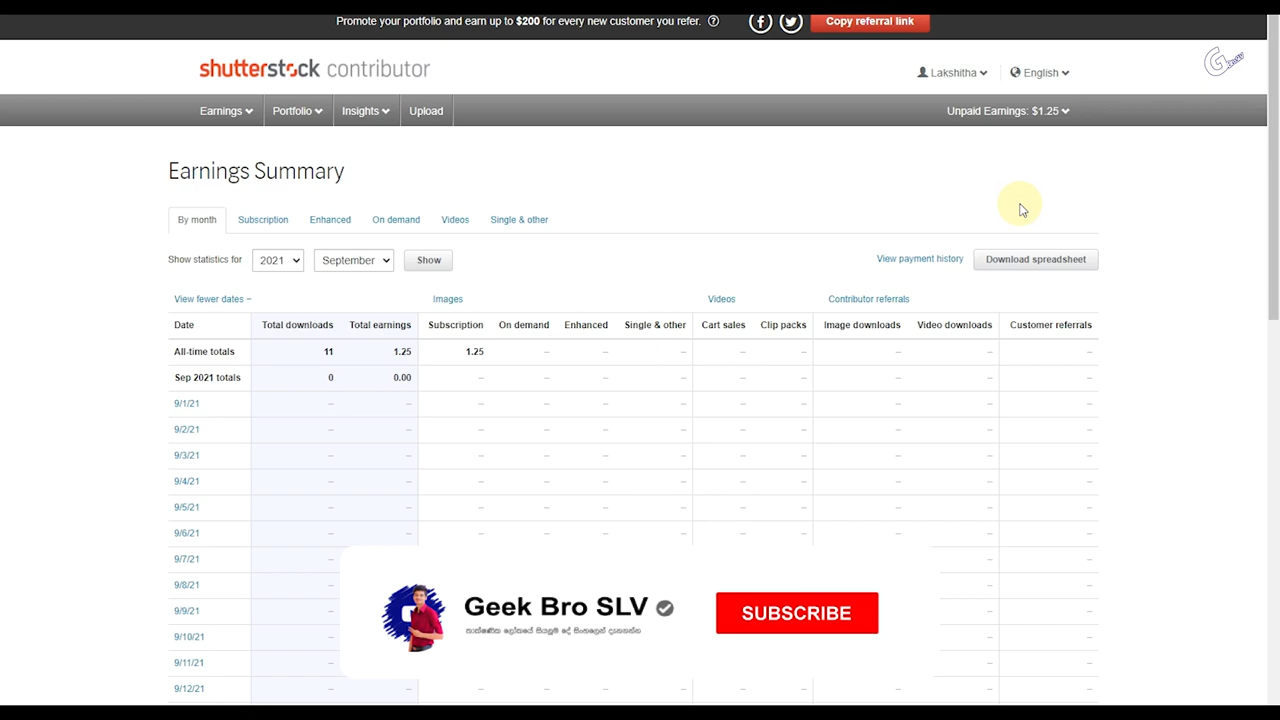 Promote your portfolio and earn up to $200 for every new customer you refer. ? Copy referral link
shutterstock contributor
Lakshitha English
Earnings Portfolio Insights Upload Unpaid Earnings: $1.25
Earnings Summary
By month Subscription Enhanced On demand Videos Single & other
Show statistics for 2021 September Show View payment history Download spreadsheet
View fewer dates − Images Videos Contributor referrals
Date Total downloads Total earnings Subscription On demand Enhanced Single & other Cart sales Clip packs Image downloads Video downloads Customer referrals
All-time totals 11 1.25 1.25 – – – – – – – –
Sep 2021 totals 0 0.00 – – – – – – – – –
9/1/21 – – – – – – – – – – –
9/2/21 – – – – – – – – – – –
9/3/21 – – – – – – – – – – –
9/4/21 – – – – – – – – – – –
9/5/21 – – – – – – – – – – –
9/6/21 – – – – – – – – – – –
9/7/21 –
9/8/21 –
9/9/21 –
9/10/21 –
9/11/21 –
9/12/21 – – – – – – – – – – –
Geek Bro SLV
තාක්ෂණික ලෝකයේ සියලුම දේ සිංහලෙන් දැනගන්න
SUBSCRIBE